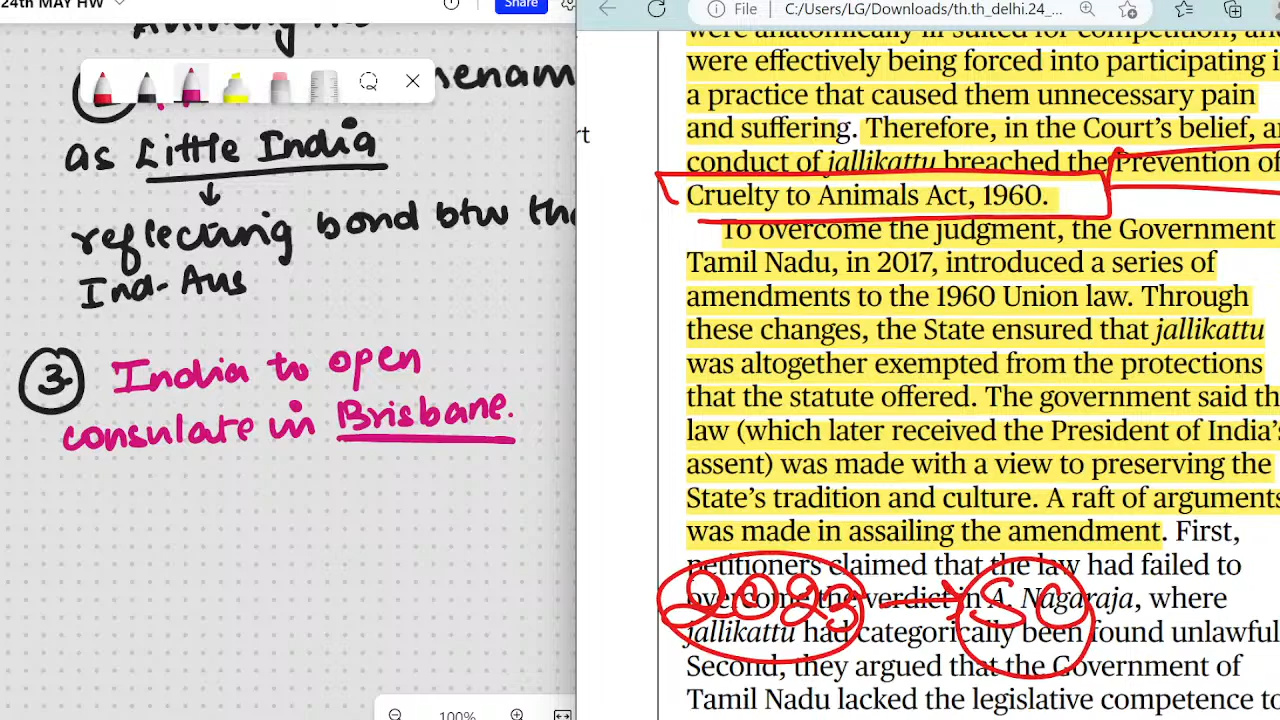 24th MAY HW
Share
as Little India
reflecting bond btw the
Ind-Aus
3. India to open
consulate in Brisbane.
100%
File C:/Users/LG/Downloads/th.th_delhi.24_...
rt
were effectively being forced into participating i
a practice that caused them unnecessary pain
and suffering. Therefore, in the Court's belief, a
conduct of jallikattu breached the Prevention of
Cruelty to Animals Act, 1960.
To overcome the judgment, the Government
Tamil Nadu, in 2017, introduced a series of
amendments to the 1960 Union law. Through
these changes, the State ensured that jallikattu
was altogether exempted from the protections
that the statute offered. The government said th
law (which later received the President of India's
assent) was made with a view to preserving the
State's tradition and culture. A raft of arguments
was made in assailing the amendment. First,
petitioners claimed that the law had failed to
overcome the verdict in A. Nagaraja, where
jallikattu had categorically been found unlawful
Second, they argued that the Government of
Tamil Nadu lacked the legislative competence to
2023 → SC